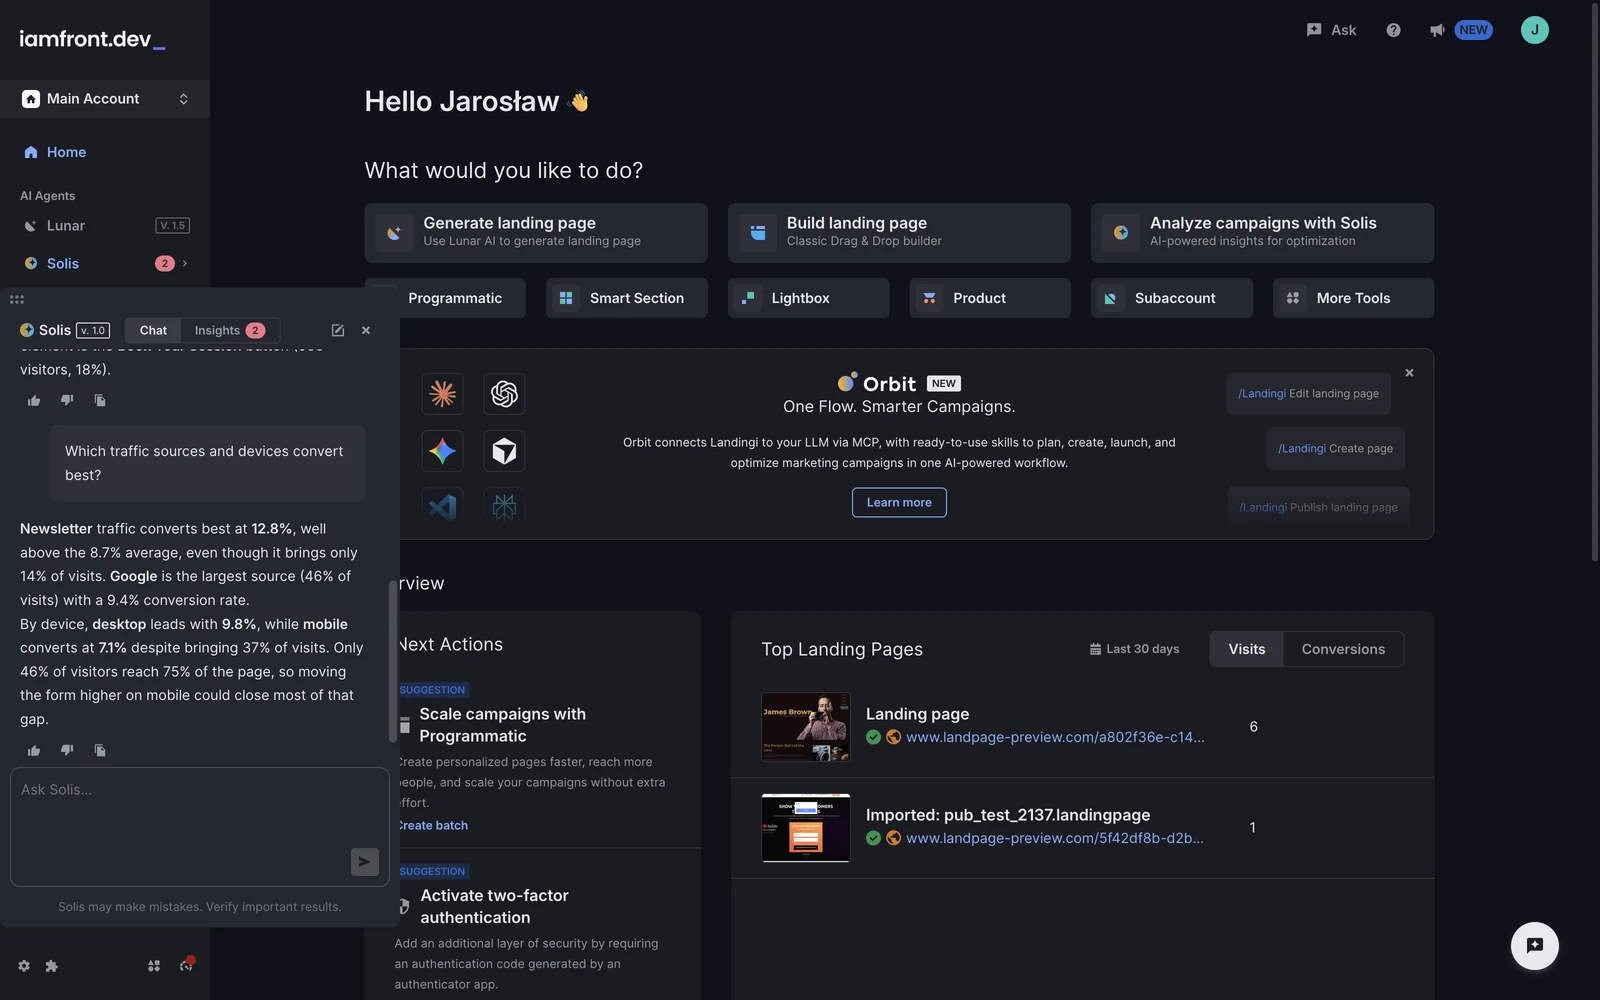 iamfront.dev_
Main Account
Home
AI Agents
Lunar
V. 1.5
Solis
2
Ask
NEW
J
Hello Jarosław 👋
What would you like to do?
Generate landing page
Use Lunar AI to generate landing page
Build landing page
Classic Drag & Drop builder
Analyze campaigns with Solis
AI-powered insights for optimization
Programmatic
Smart Section
Lightbox
Product
Subaccount
More Tools
Solis
v. 1.0
Chat
Insights
2
visitors, 18%).
Which traffic sources and devices convert
best?
Newsletter traffic converts best at 12.8%, well
above the 8.7% average, even though it brings only
14% of visits. Google is the largest source (46% of
visits) with a 9.4% conversion rate.
By device, desktop leads with 9.8%, while mobile
converts at 7.1% despite bringing 37% of visits. Only
46% of visitors reach 75% of the page, so moving
the form higher on mobile could close most of that
gap.
Ask Solis...
Solis may make mistakes. Verify important results.
Orbit
NEW
One Flow. Smarter Campaigns.
Orbit connects Landingi to your LLM via MCP, with ready-to-use skills to plan, create, launch, and
optimize marketing campaigns in one AI-powered workflow.
Learn more
/Landingi Edit landing page
/Landingi Create page
/Landingi Publish landing page
rview
Next Actions
SUGGESTION
Scale campaigns with
Programmatic
Create personalized pages faster, reach more
people, and scale your campaigns without extra
effort.
Create batch
SUGGESTION
Activate two-factor
authentication
Add an additional layer of security by requiring
an authentication code generated by an
authenticator app.
Top Landing Pages
Last 30 days
Visits
Conversions
James Brown
Landing page
www.landpage-preview.com/a802f36e-c14...
6
Imported: pub_test_2137.landingpage
www.landpage-preview.com/5f42df8b-d2b...
1